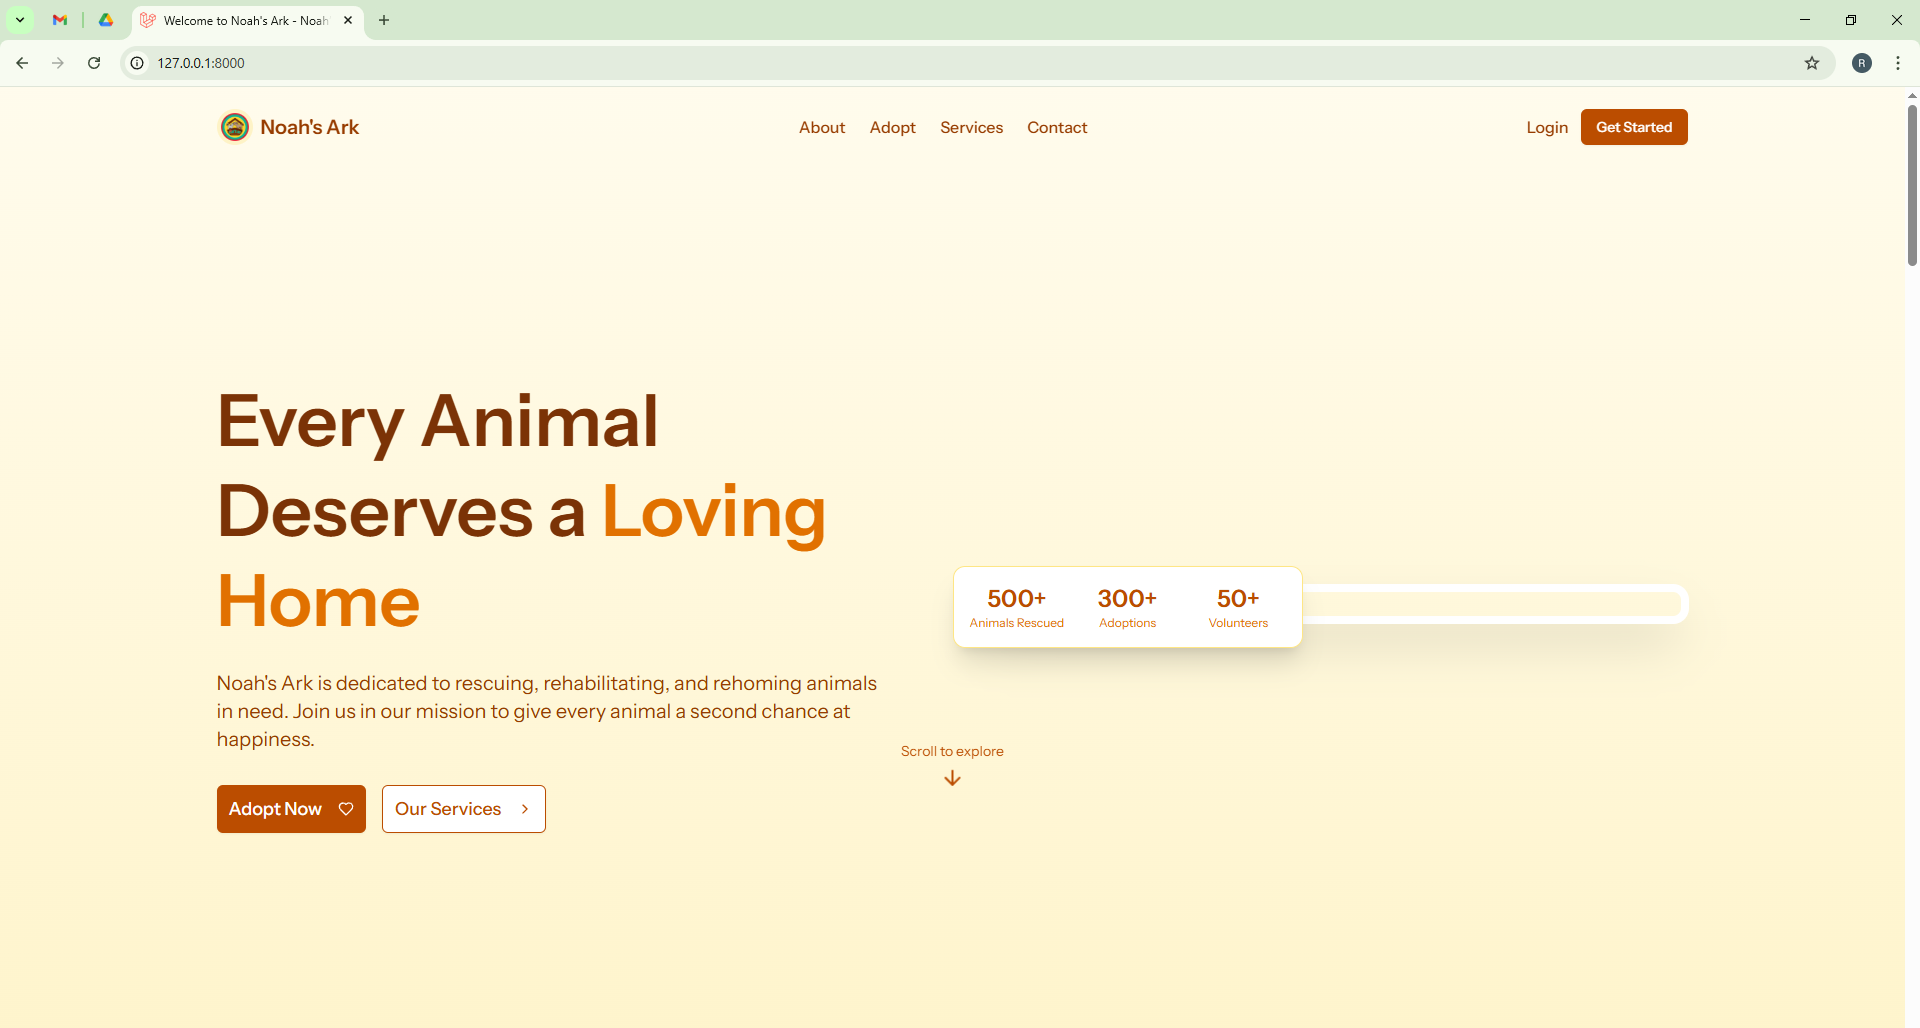 Welcome to Noah's Ark - Noah
127.0.0.1:8000
R
Noah's Ark
About
Adopt
Services
Contact
Login
Get Started
Every Animal
Deserves a Loving
Home
500+
300+
50+
Animals Rescued
Adoptions
Volunteers
Noah's Ark is dedicated to rescuing, rehabilitating, and rehoming animals
in need. Join us in our mission to give every animal a second chance at
happiness.
Scroll to explore
Adopt Now
Our Services